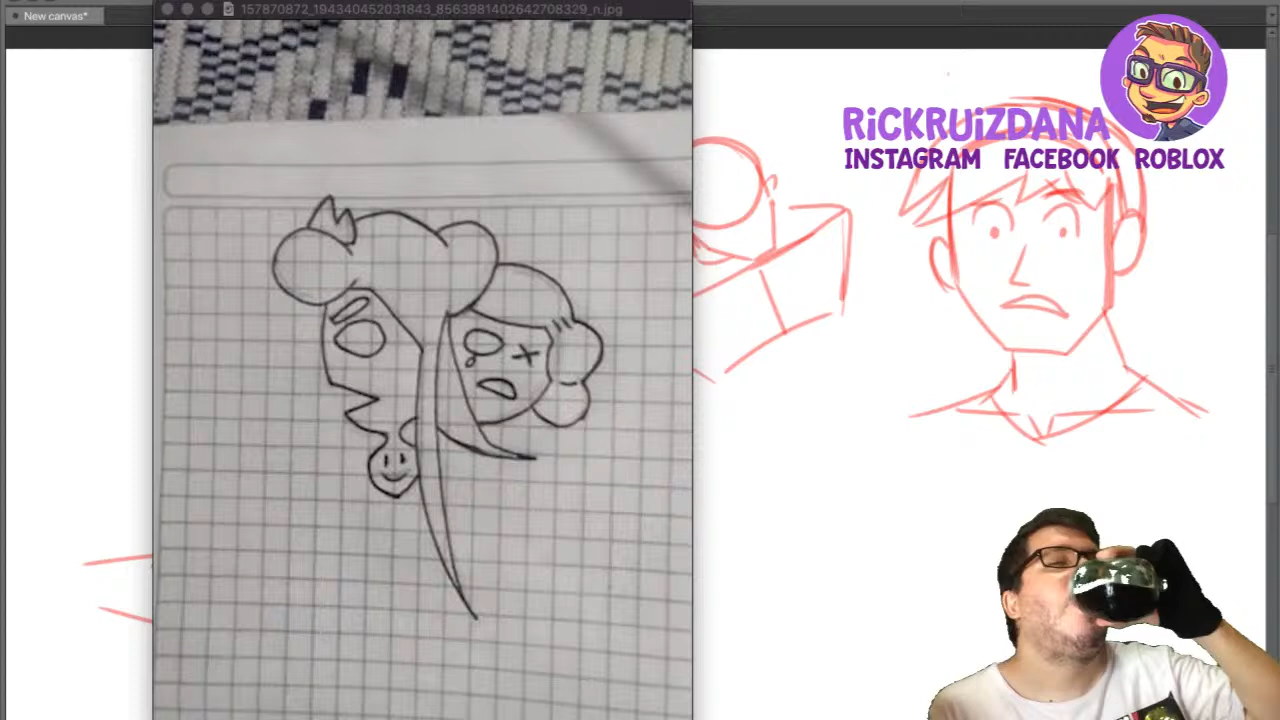 New canvas*
157870872_194340452031843_8563981402642708329_n.jpg
RiCKRUiZDANA
INSTAGRAM FACEBOOK ROBLOX